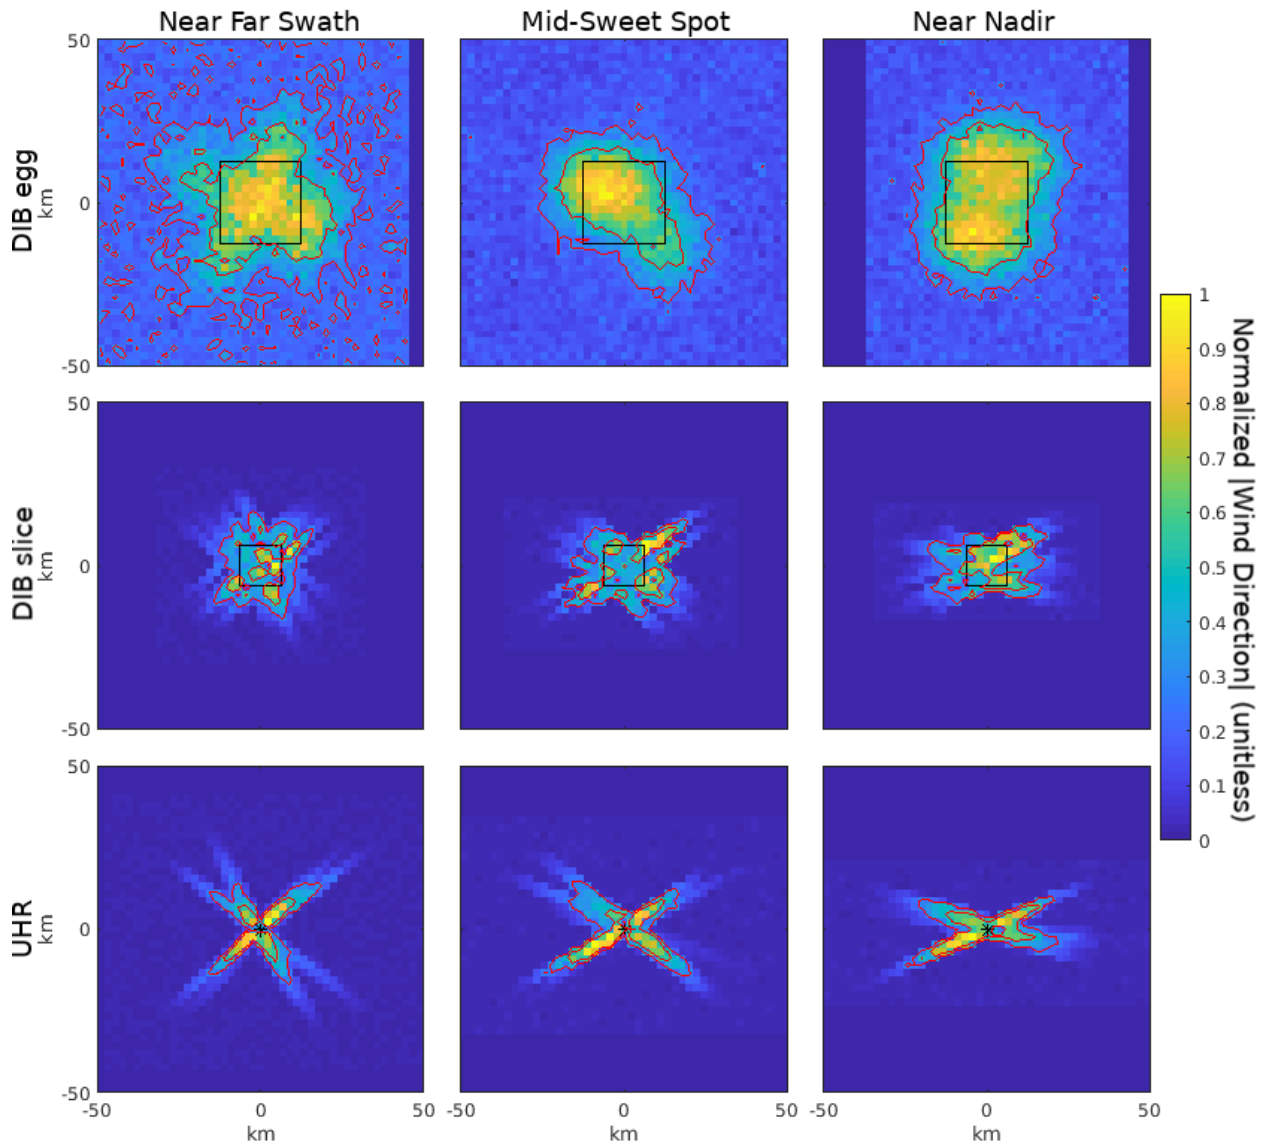 Near Far Swath
Mid-Sweet Spot
Near Nadir
DIB egg
km
50
0
-50
DIB slice
km
50
0
-50
UHR
km
50
0
-50
-50 0 50
km
-50 0 50
km
-50 0 50
km
1
0.9
0.8
0.7
0.6
0.5
0.4
0.3
0.2
0.1
0
Normalized |Wind Direction| (unitless)